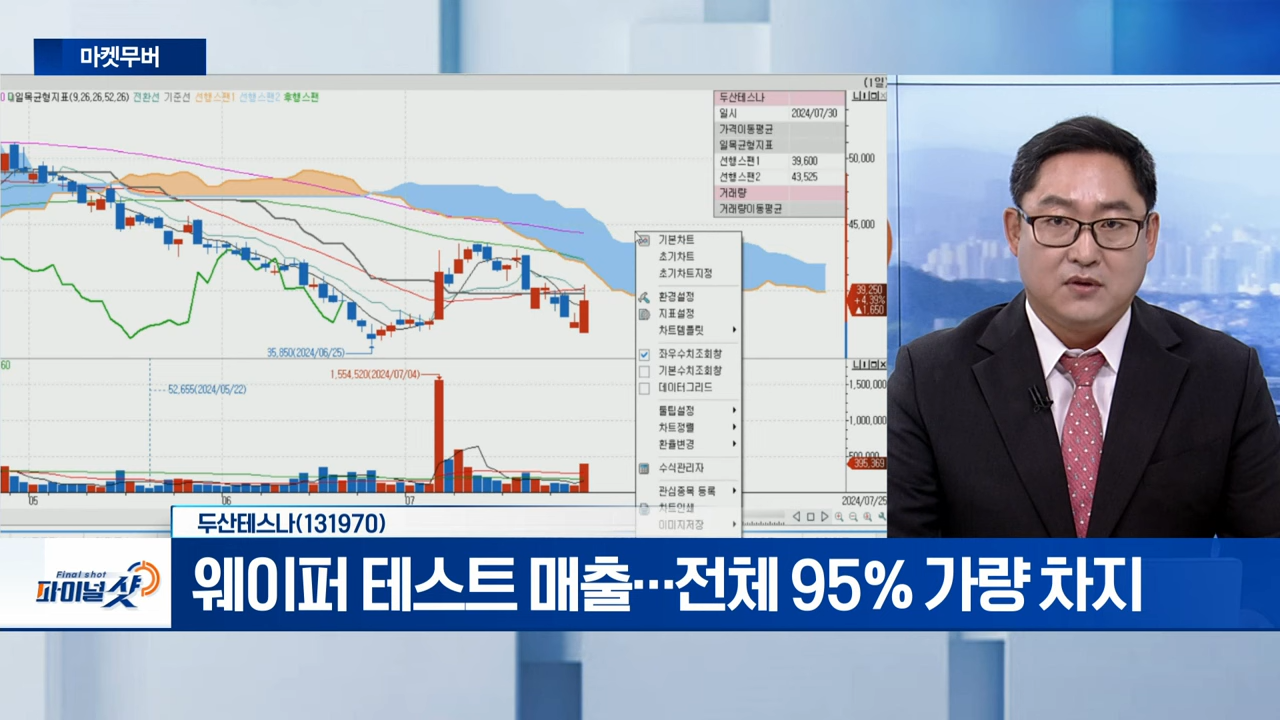 마켓무버
(1일)
일목균형지표(9,26,26,52,26) 전환선 기준선 선행스팬1 선행스팬2 후행스팬
두산테스나
일시 2024/07/30
가격이동평균
일목균형지표
선행스팬1 39,600
선행스팬2 43,525
거래량
거래량이동평균
50,000
45,000
39,250
+4.39%
▲1,650
기본차트
초기차트
초기차트지정
환경설정
지표설정
차트템플릿
좌우수치조회창
기본수치조회창
데이터그리드
툴팁설정
차트정렬
환율변경
수식관리자
관심종목 등록
차트인쇄
이미지저장
35,850(2024/06/25)
60
1,554,520(2024/07/04)
52,655(2024/05/22)
1,500,000
1,000,000
500,000
395,369
05 06 07 2024/07/25
두산테스나(131970)
Final shot
파이널샷
웨이퍼 테스트 매출…전체 95% 가량 차지